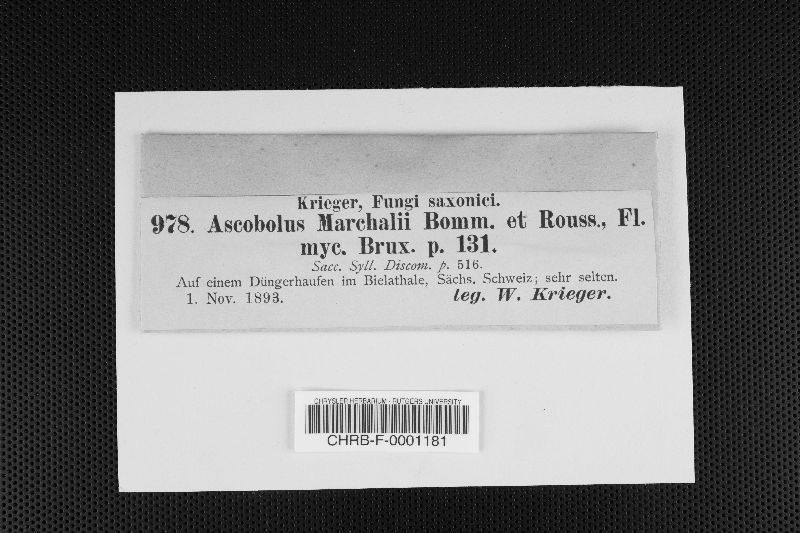 Krieger, Fungi saxonici.
978. Ascobolus Marchalii Bomm. et Rouss., Fl.
myc. Brux. p. 131.
Sacc. Syll. Discom. p. 516.
Auf einem Düngerhaufen im Bielathale, Sächs. Schweiz; sehr selten.
1. Nov. 1893.
leg. W. Krieger.
CHRYSLER HERBARIUM - RUTGERS UNIVERSITY
CHRB-F-0001181